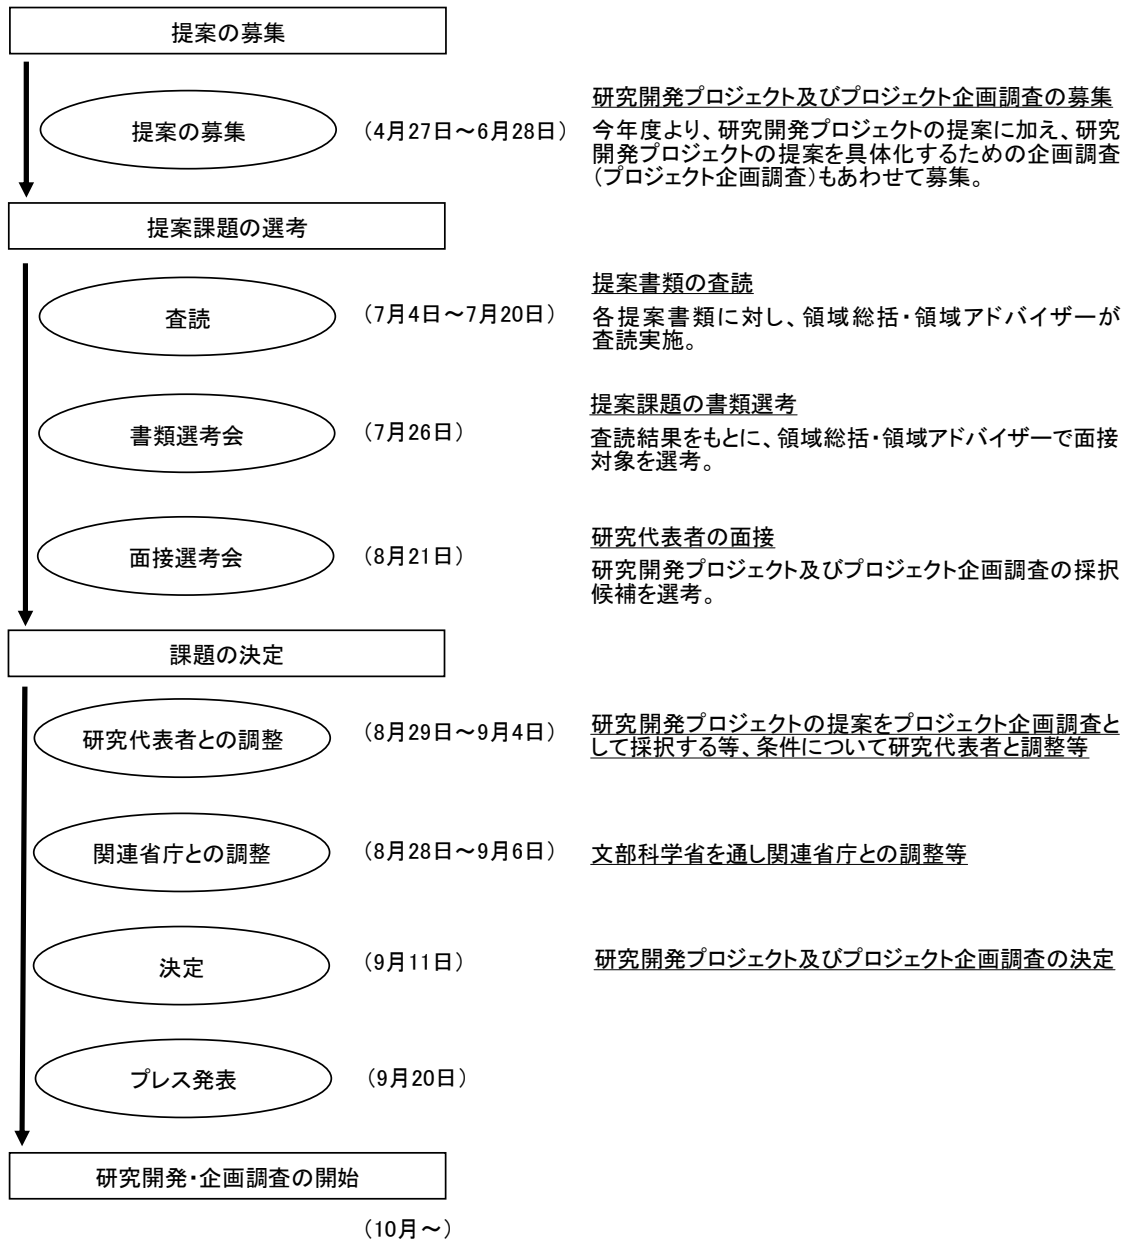 提案の募集
提案の募集
（4月27日～6月28日）
研究開発プロジェクト及びプロジェクト企画調査の募集
今年度より、研究開発プロジェクトの提案に加え、研究
開発プロジェクトの提案を具体化するための企画調査
（プロジェクト企画調査）もあわせて募集。
提案課題の選考
査読
（7月4日～7月20日）
提案書類の査読
各提案書類に対し、領域総括・領域アドバイザーが
査読実施。
書類選考会
（7月26日）
提案課題の書類選考
査読結果をもとに、領域総括・領域アドバイザーで面接
対象を選考。
面接選考会
（8月21日）
研究代表者の面接
研究開発プロジェクト及びプロジェクト企画調査の採択
候補を選考。
課題の決定
研究代表者との調整
（8月29日～9月4日）
研究開発プロジェクトの提案をプロジェクト企画調査と
して採択する等、条件について研究代表者と調整等
関連省庁との調整
（8月28日～9月6日）
文部科学省を通し関連省庁との調整等
決定
（9月11日）
研究開発プロジェクト及びプロジェクト企画調査の決定
プレス発表
（9月20日）
研究開発・企画調査の開始
（10月～）